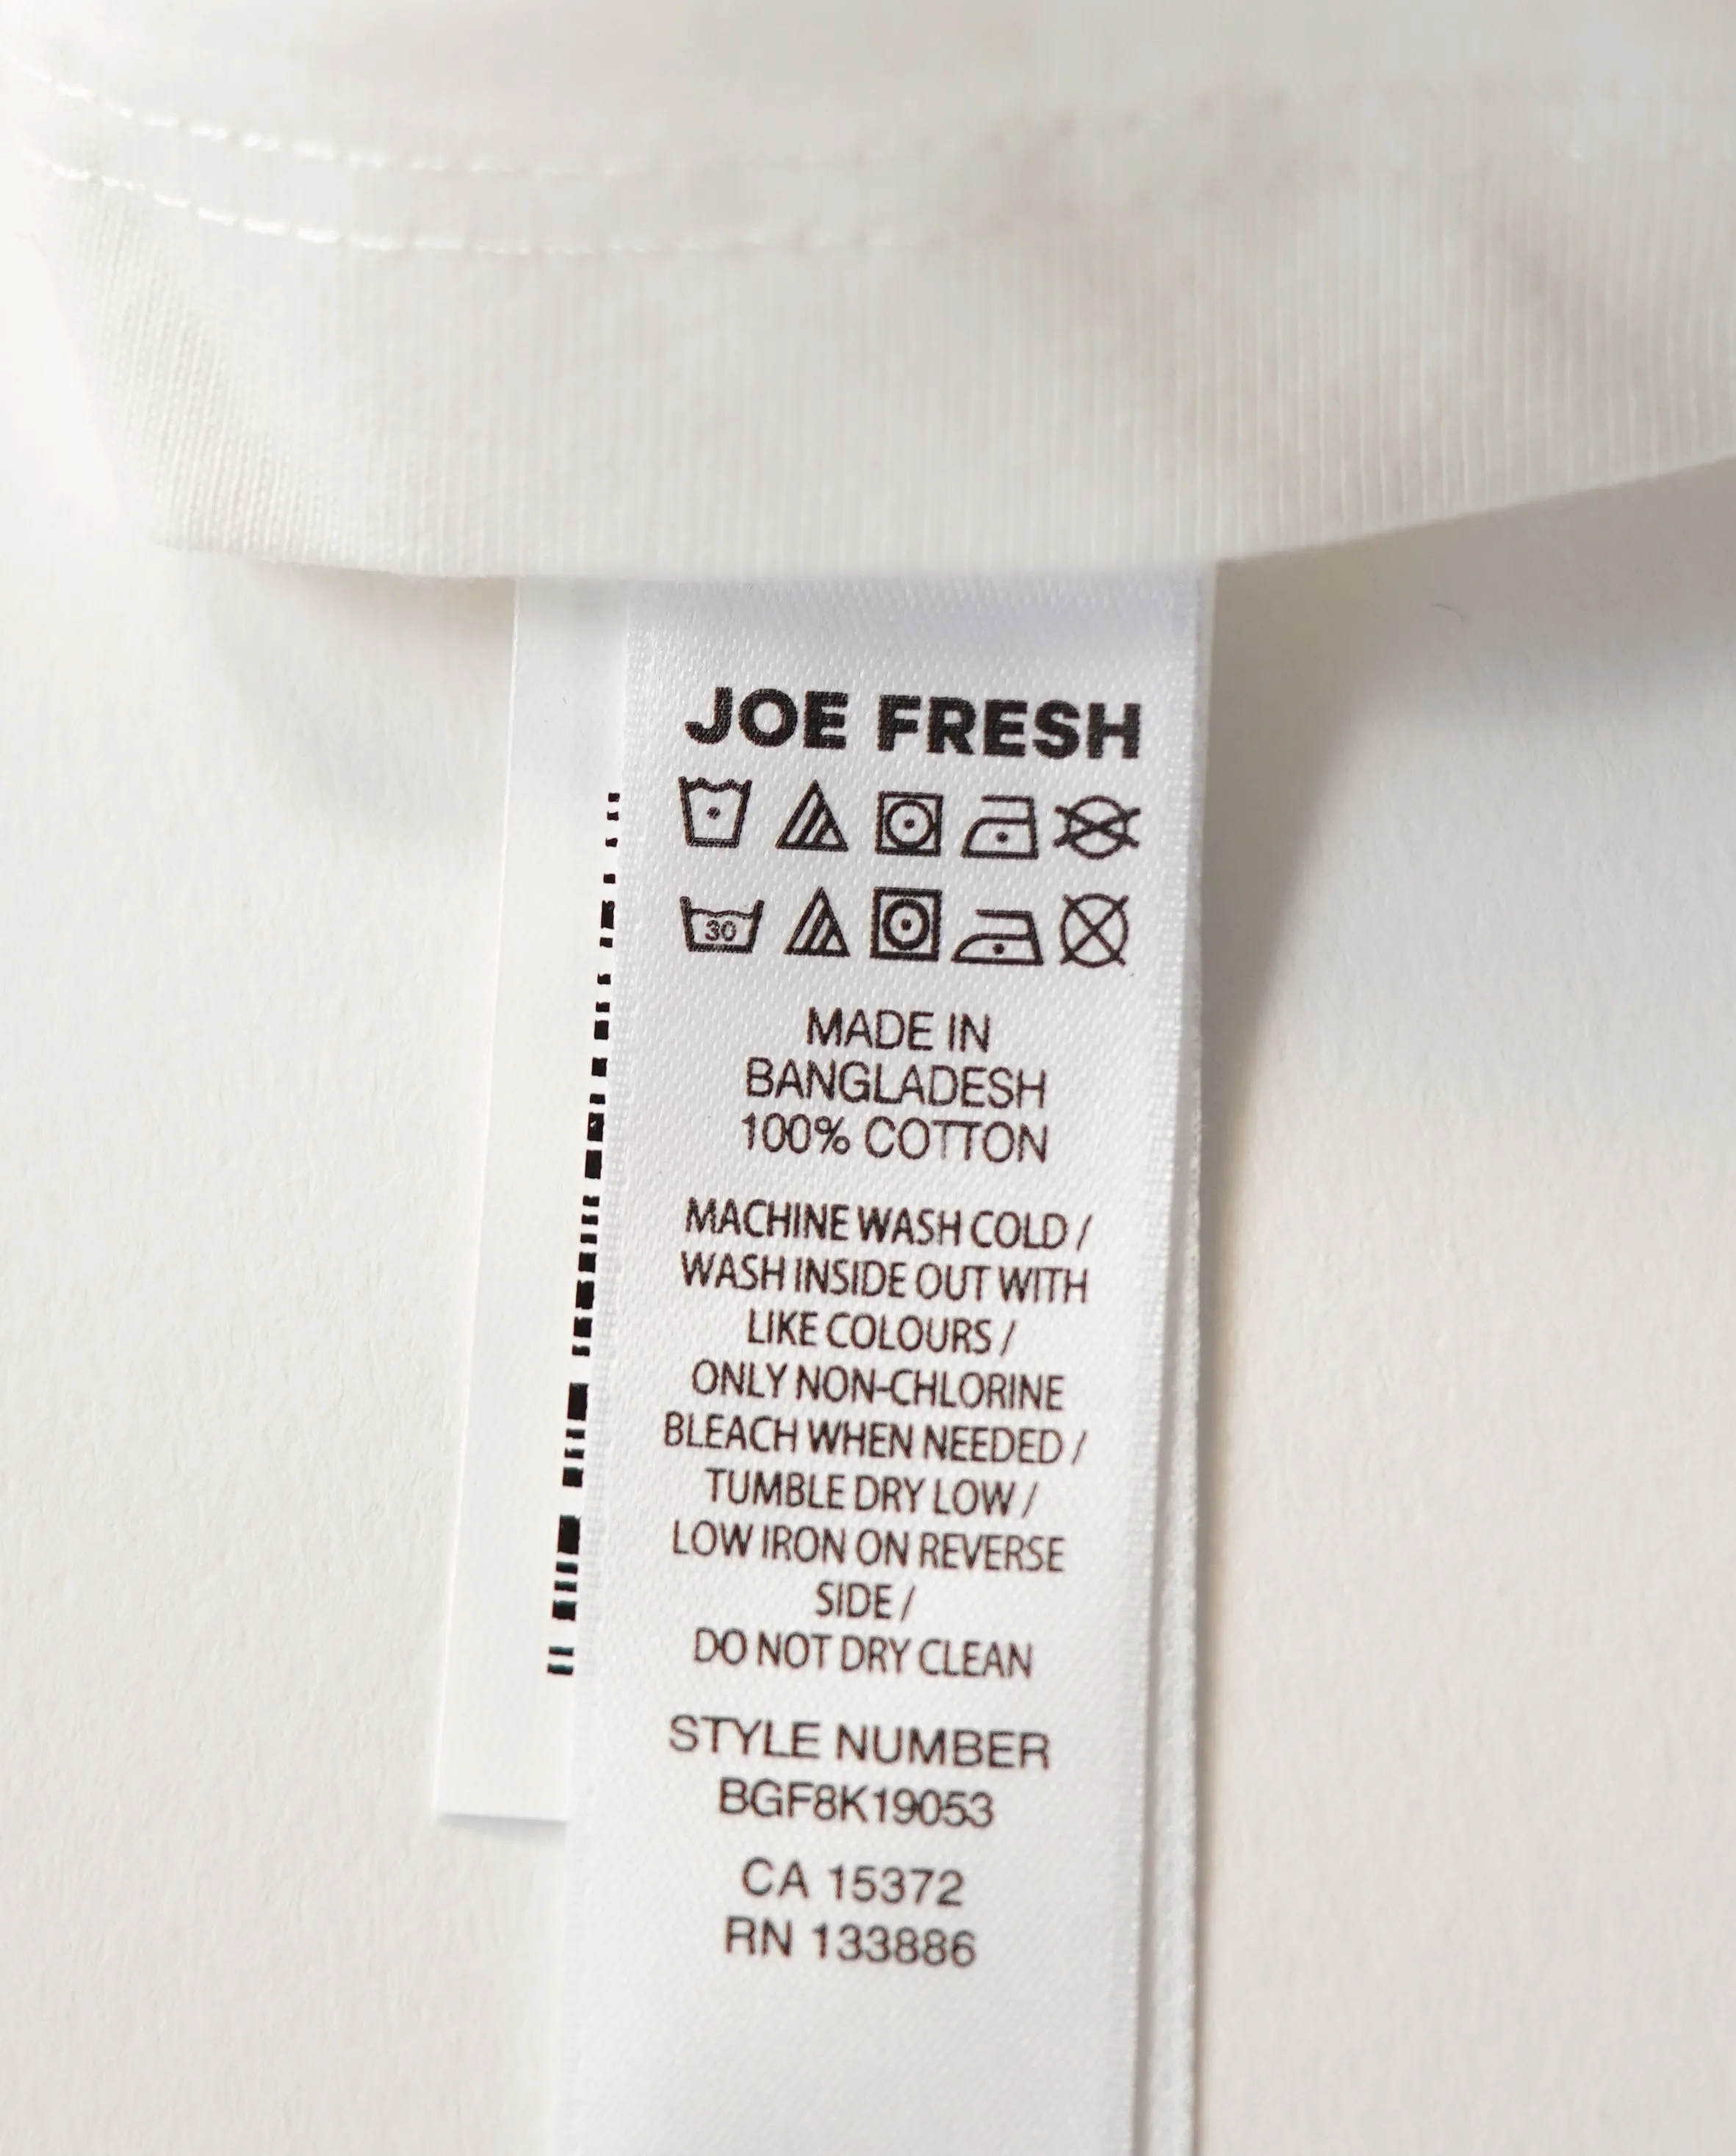 JOE FRESH
30
MADE IN
BANGLADESH
100% COTTON
MACHINE WASH COLD /
WASH INSIDE OUT WITH
LIKE COLOURS /
ONLY NON-CHLORINE
BLEACH WHEN NEEDED /
TUMBLE DRY LOW /
LOW IRON ON REVERSE
SIDE /
DO NOT DRY CLEAN
STYLE NUMBER
BGF8K19053
CA 15372
RN 133886